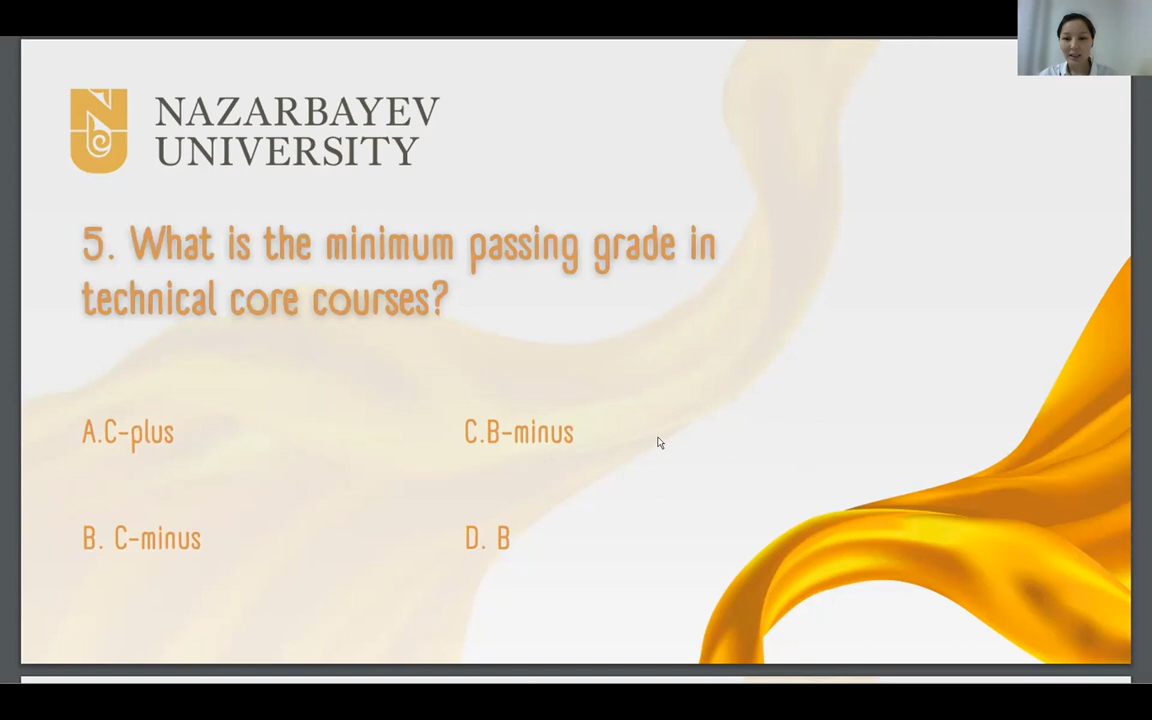 NAZARBAYEV
UNIVERSITY
5. What is the minimum passing grade in
technical core courses?
A.C-plus
C.B-minus
B. C-minus
D. B